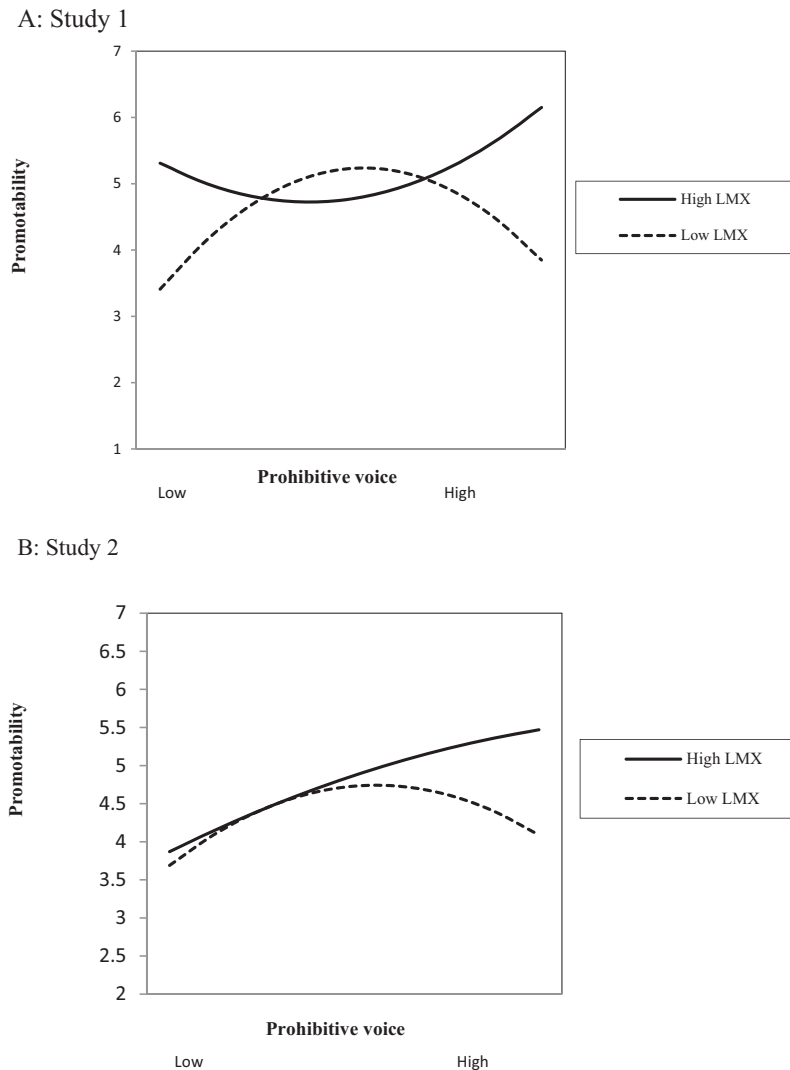 A: Study 1
7
6
5
4
3
2
1
Promotability
Prohibitive voice
Low High
High LMX
Low LMX
B: Study 2
7
6.5
6
5.5
5
4.5
4
3.5
3
2.5
2
Promotability
Prohibitive voice
Low High
High LMX
Low LMX